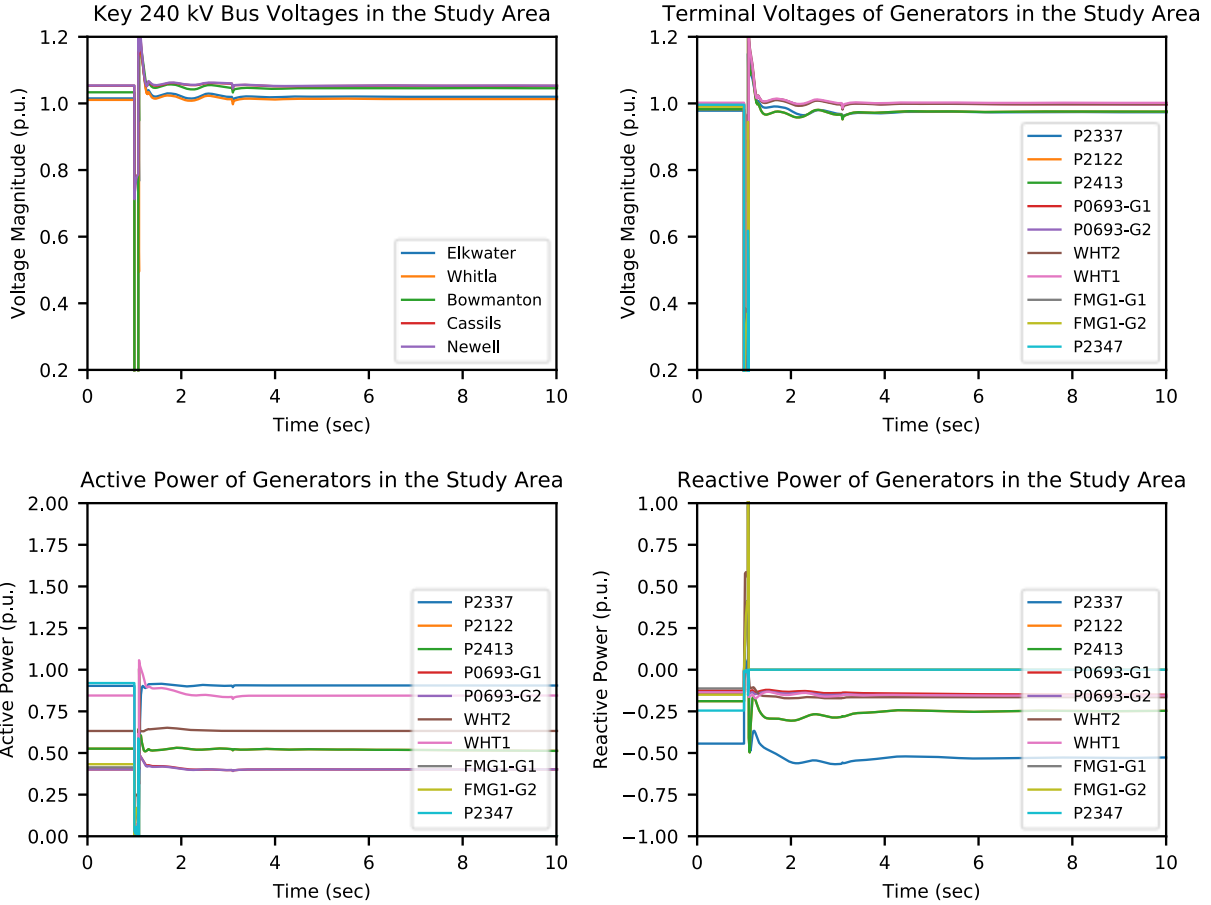 Key 240 kV Bus Voltages in the Study Area
Voltage Magnitude (p.u.)
1.2
1.0
0.8
0.6
0.4
0.2
Elkwater
Whitla
Bowmanton
Cassils
Newell
0
2
4
6
8
10
Time (sec)
Terminal Voltages of Generators in the Study Area
Voltage Magnitude (p.u.)
1.2
1.0
0.8
0.6
0.4
0.2
P2337
P2122
P2413
P0693-G1
P0693-G2
WHT2
WHT1
FMG1-G1
FMG1-G2
P2347
0
2
4
6
8
10
Time (sec)
Active Power of Generators in the Study Area
Active Power (p.u.)
2.00
1.75
1.50
1.25
1.00
0.75
0.50
0.25
0.00
P2337
P2122
P2413
P0693-G1
P0693-G2
WHT2
WHT1
FMG1-G1
FMG1-G2
P2347
0
2
4
6
8
10
Time (sec)
Reactive Power of Generators in the Study Area
Reactive Power (p.u.)
1.00
0.75
0.50
0.25
0.00
−0.25
−0.50
−0.75
−1.00
P2337
P2122
P2413
P0693-G1
P0693-G2
WHT2
WHT1
FMG1-G1
FMG1-G2
P2347
0
2
4
6
8
10
Time (sec)